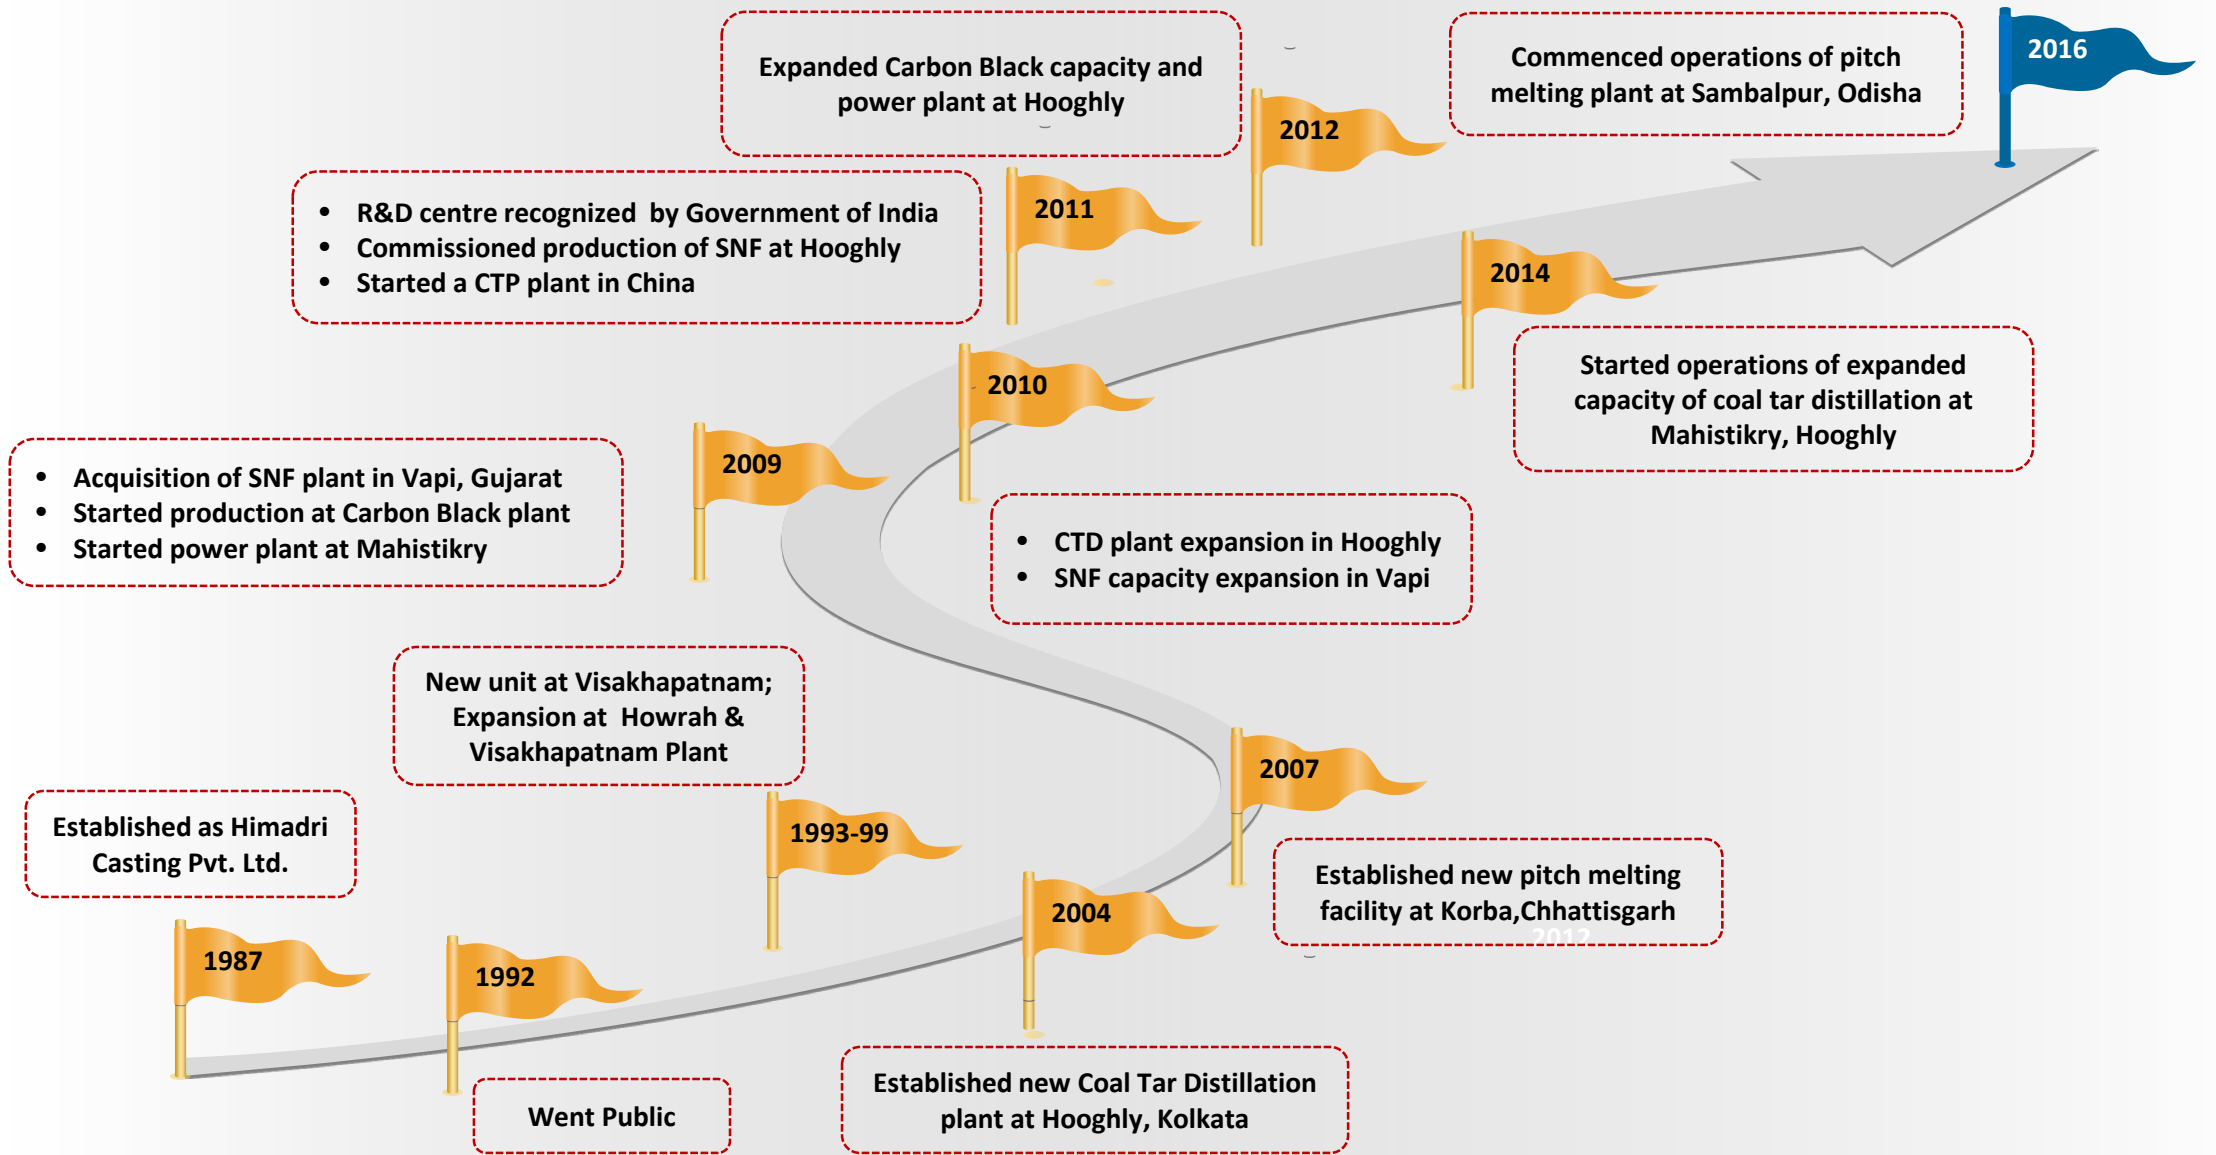 Expanded Carbon Black capacity and
power plant at Hooghly
2012
Commenced operations of pitch
melting plant at Sambalpur, Odisha
2016
• R&D centre recognized by Government of India
• Commissioned production of SNF at Hooghly
• Started a CTP plant in China
2011
2014
Started operations of expanded
capacity of coal tar distillation at
Mahistikry, Hooghly
2010
• CTD plant expansion in Hooghly
• SNF capacity expansion in Vapi
• Acquisition of SNF plant in Vapi, Gujarat
• Started production at Carbon Black plant
• Started power plant at Mahistikry
2009
New unit at Visakhapatnam;
Expansion at Howrah &
Visakhapatnam Plant
1993-99
2007
Established new pitch melting
facility at Korba,Chhattisgarh
2012
Established as Himadri
Casting Pvt. Ltd.
1987
1992
Went Public
2004
Established new Coal Tar Distillation
plant at Hooghly, Kolkata